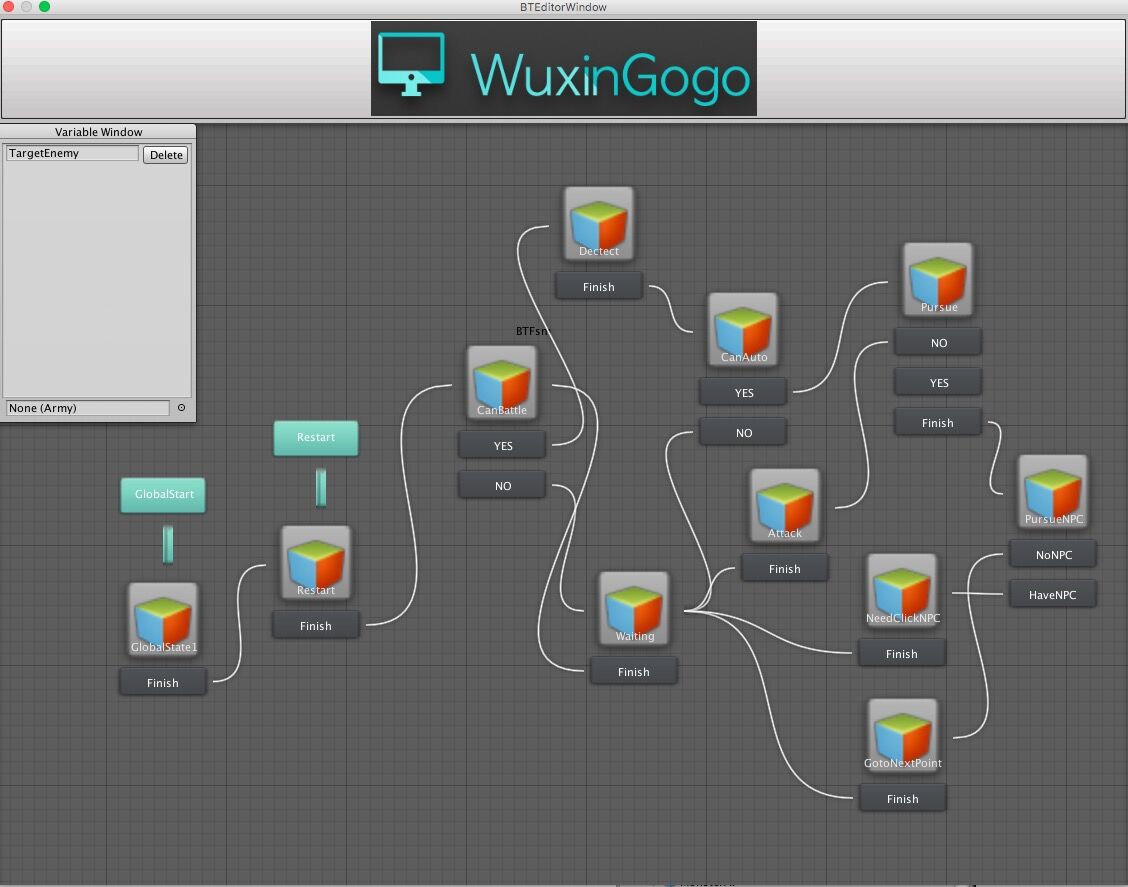 BTEditorWindow
WuxinGogo
Variable Window
TargetEnemy
Delete
None (Army)
Dectect
Finish
Pursue
NO
YES
Finish
CanAuto
YES
NO
BTFsm
CanBattle
YES
NO
Restart
GlobalStart
PursueNPC
NoNPC
HaveNPC
Attack
Finish
Restart
Finish
NeedClickNPC
Finish
Waiting
Finish
GlobalState1
Finish
GotoNextPoint
Finish